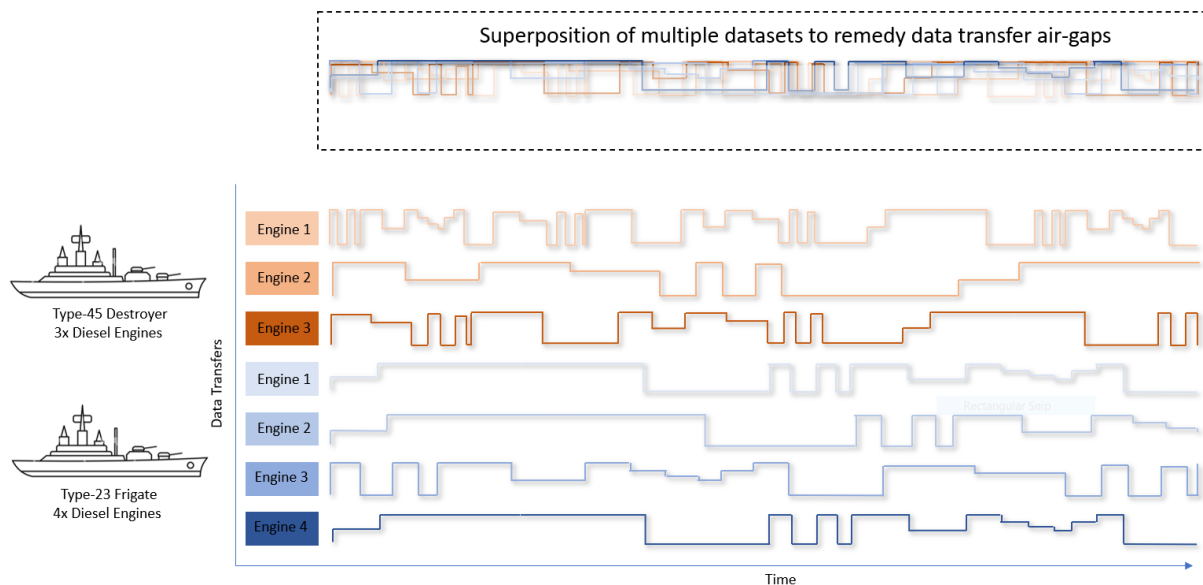 Superposition of multiple datasets to remedy data transfer air-gaps
Engine 1
Engine 2
Engine 3
Engine 1
Engine 2
Engine 3
Engine 4
Type-45 Destroyer
3x Diesel Engines
Type-23 Frigate
4x Diesel Engines
Data Transfers
Rectangular Snip
Time